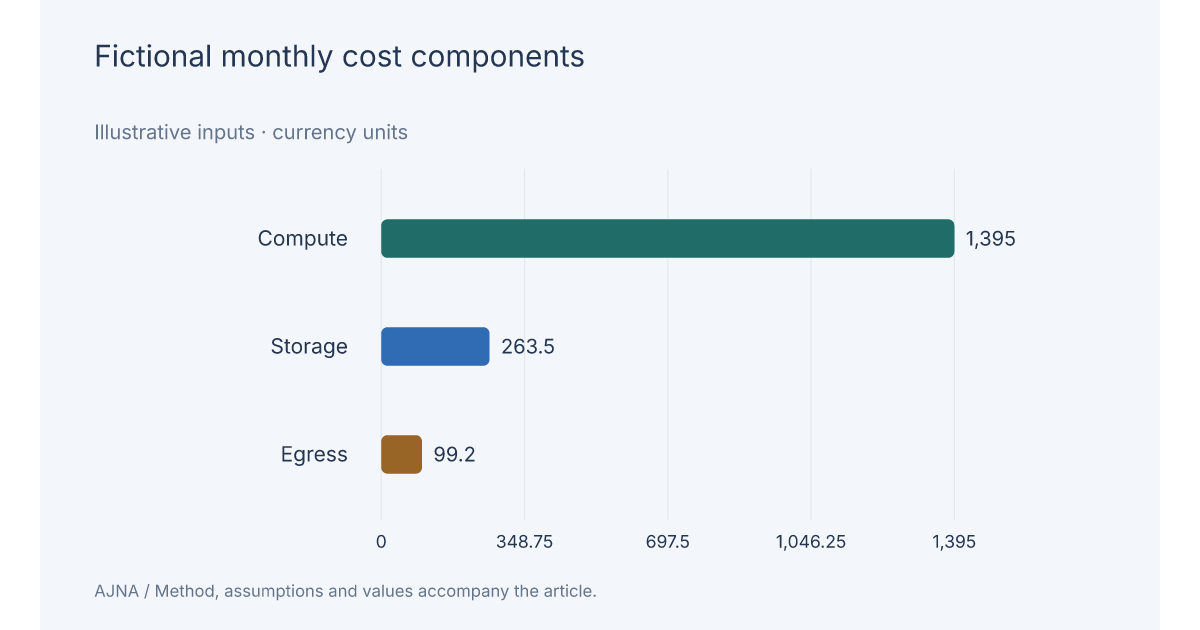 Fictional monthly cost components
Illustrative inputs · currency units
Compute 1,395
Storage 263.5
Egress 99.2
0 348.75 697.5 1,046.25 1,395
AJNA / Method, assumptions and values accompany the article.